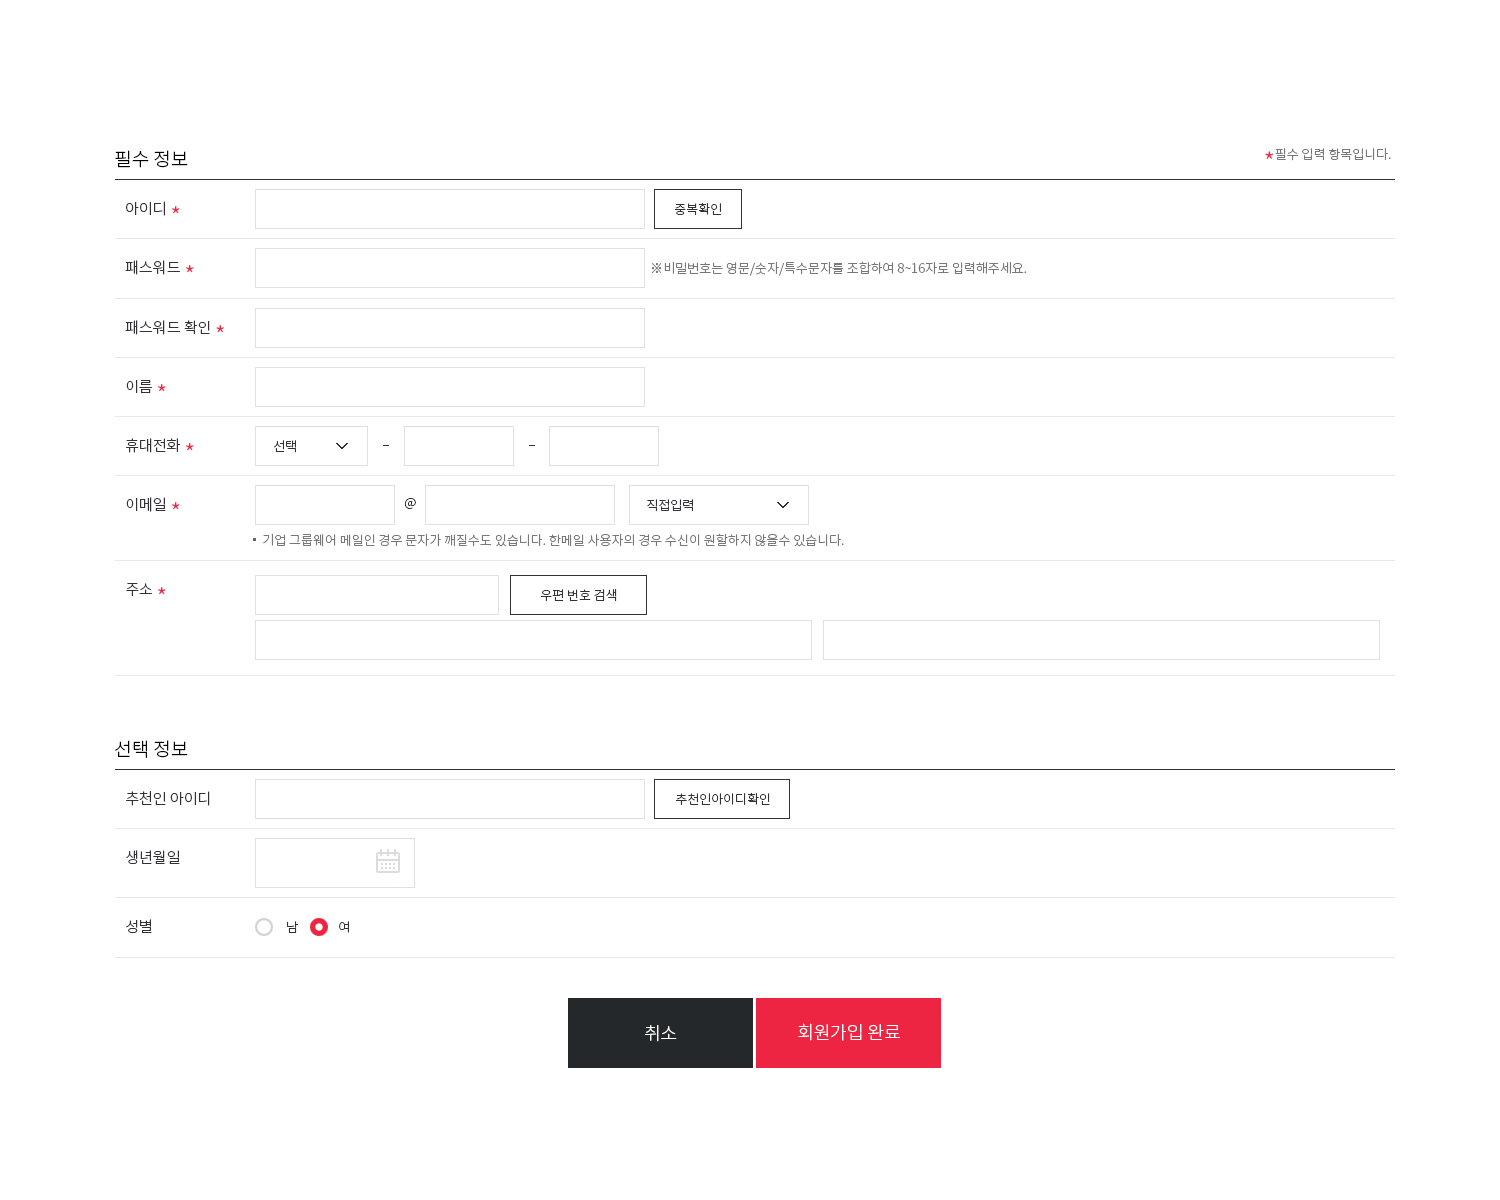 필수 정보
*필수 입력 항목입니다.
아이디 *
중복확인
패스워드 *
※비밀번호는 영문/숫자/특수문자를 조합하여 8~16자로 입력해주세요.
패스워드 확인 *
이름 *
휴대전화 *
선택 - -
이메일 *
@ 직접입력
• 기업 그룹웨어 메일인 경우 문자가 깨질수도 있습니다. 한메일 사용자의 경우 수신이 원할하지 않을수 있습니다.
주소 *
우편 번호 검색
선택 정보
추천인 아이디
추천인아이디확인
생년월일
성별
남 여
취소
회원가입 완료